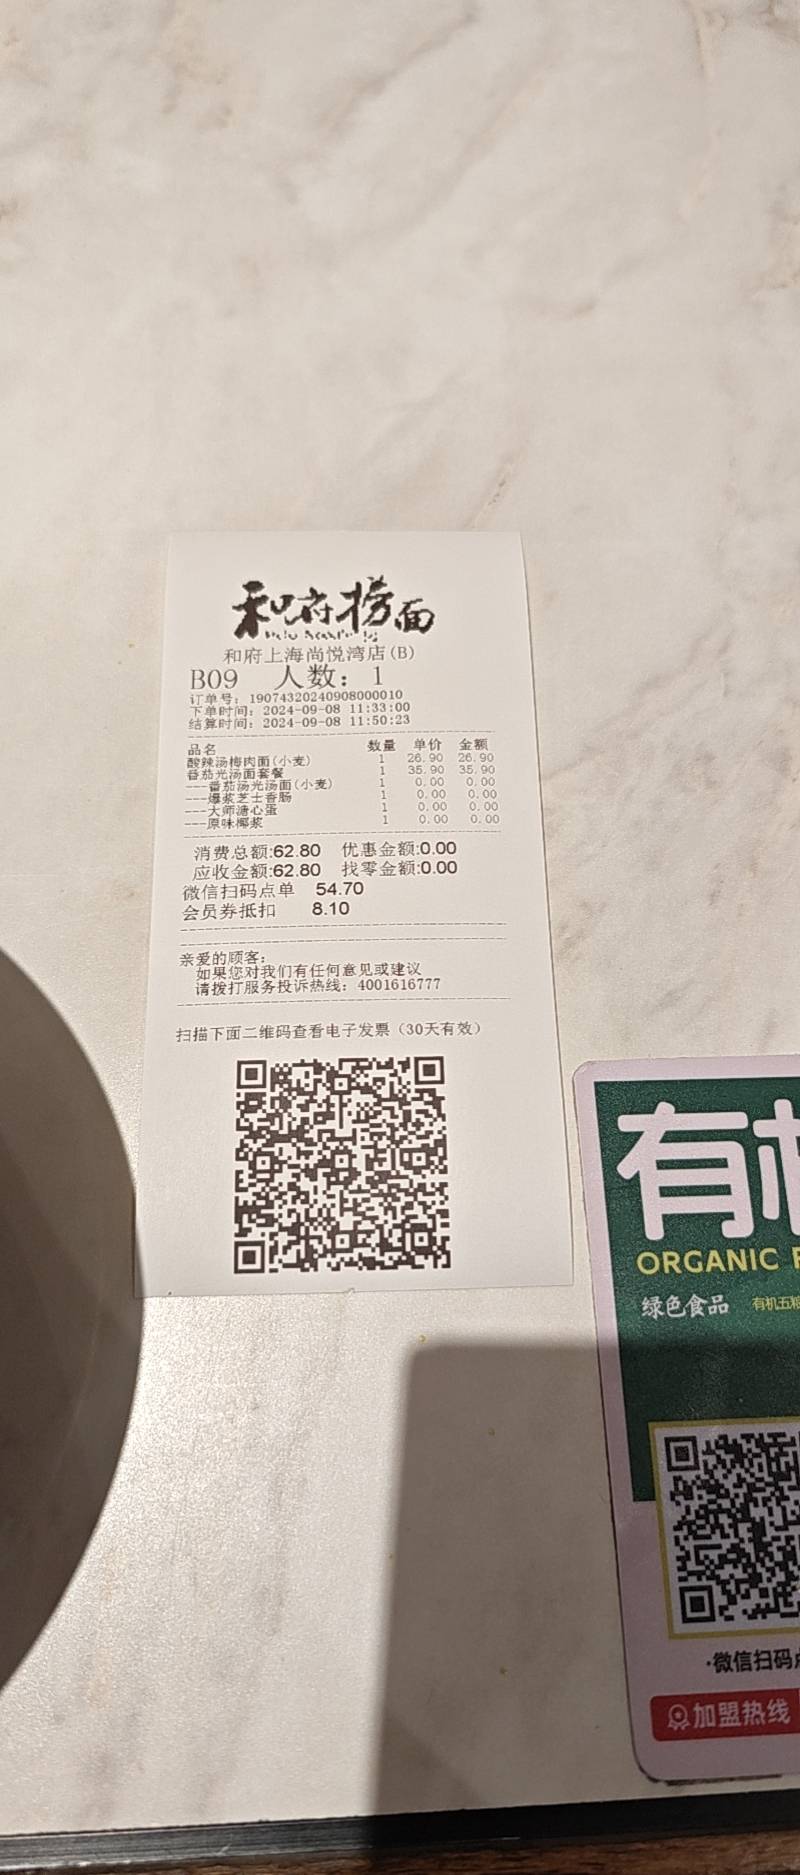 和府捞面
和府上海尚悦湾店(B)
B09 人数: 1
订单号: 19074320240908000010
下单时间: 2024-09-08 11:33:00
结算时间: 2024-09-08 11:50:23
品名 数量 单价 金额
酸辣汤梅肉面(小麦) 1 26.90 26.90
番茄光汤面套餐 1 35.90 35.90
---番茄汤光汤面(小麦) 1 0.00 0.00
---爆浆芝士香肠 1 0.00 0.00
---大师溏心蛋 1 0.00 0.00
---原味椰浆 1 0.00 0.00
消费总额:62.80 优惠金额:0.00
应收金额:62.80 找零金额:0.00
微信扫码点单 54.70
会员券抵扣 8.10
亲爱的顾客:
如果您对我们有任何意见或建议
请拨打服务投诉热线: 4001616777
扫描下面二维码查看电子发票(30天有效)
有
ORGANIC
绿色食品 有机五粮
·微信扫码
加盟热线